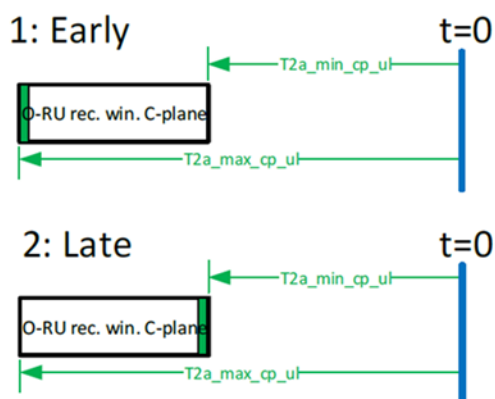 1: Early
t=0
T2a_min_cp_ul
O-RU rec. win. C-plane
T2a_max_cp_ul
2: Late
t=0
T2a_min_cp_ul
O-RU rec. win. C-plane
T2a_max_cp_ul